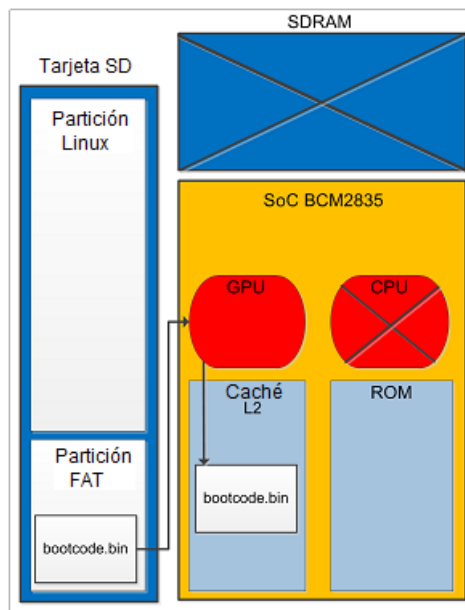 SDRAM
Tarjeta SD
Partición
Linux
SoC BCM2835
GPU
CPU
Caché
L2
ROM
Partición
FAT
bootcode.bin
bootcode.bin